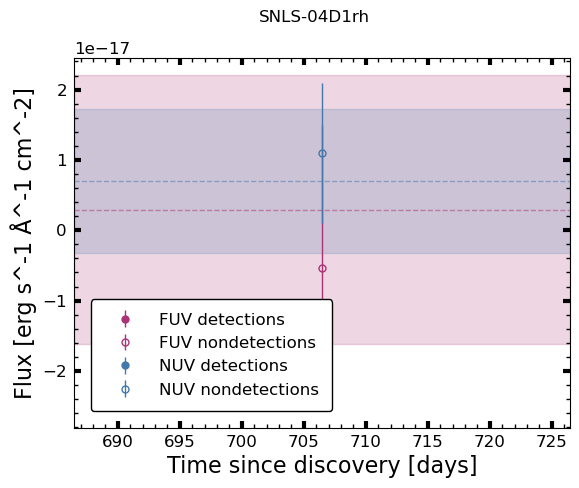 SNLS-04D1rh
1e−17
Flux [erg s^-1 Å^-1 cm^-2]
2
1
0
−1
−2
FUV detections
FUV nondetections
NUV detections
NUV nondetections
690 695 700 705 710 715 720 725
Time since discovery [days]